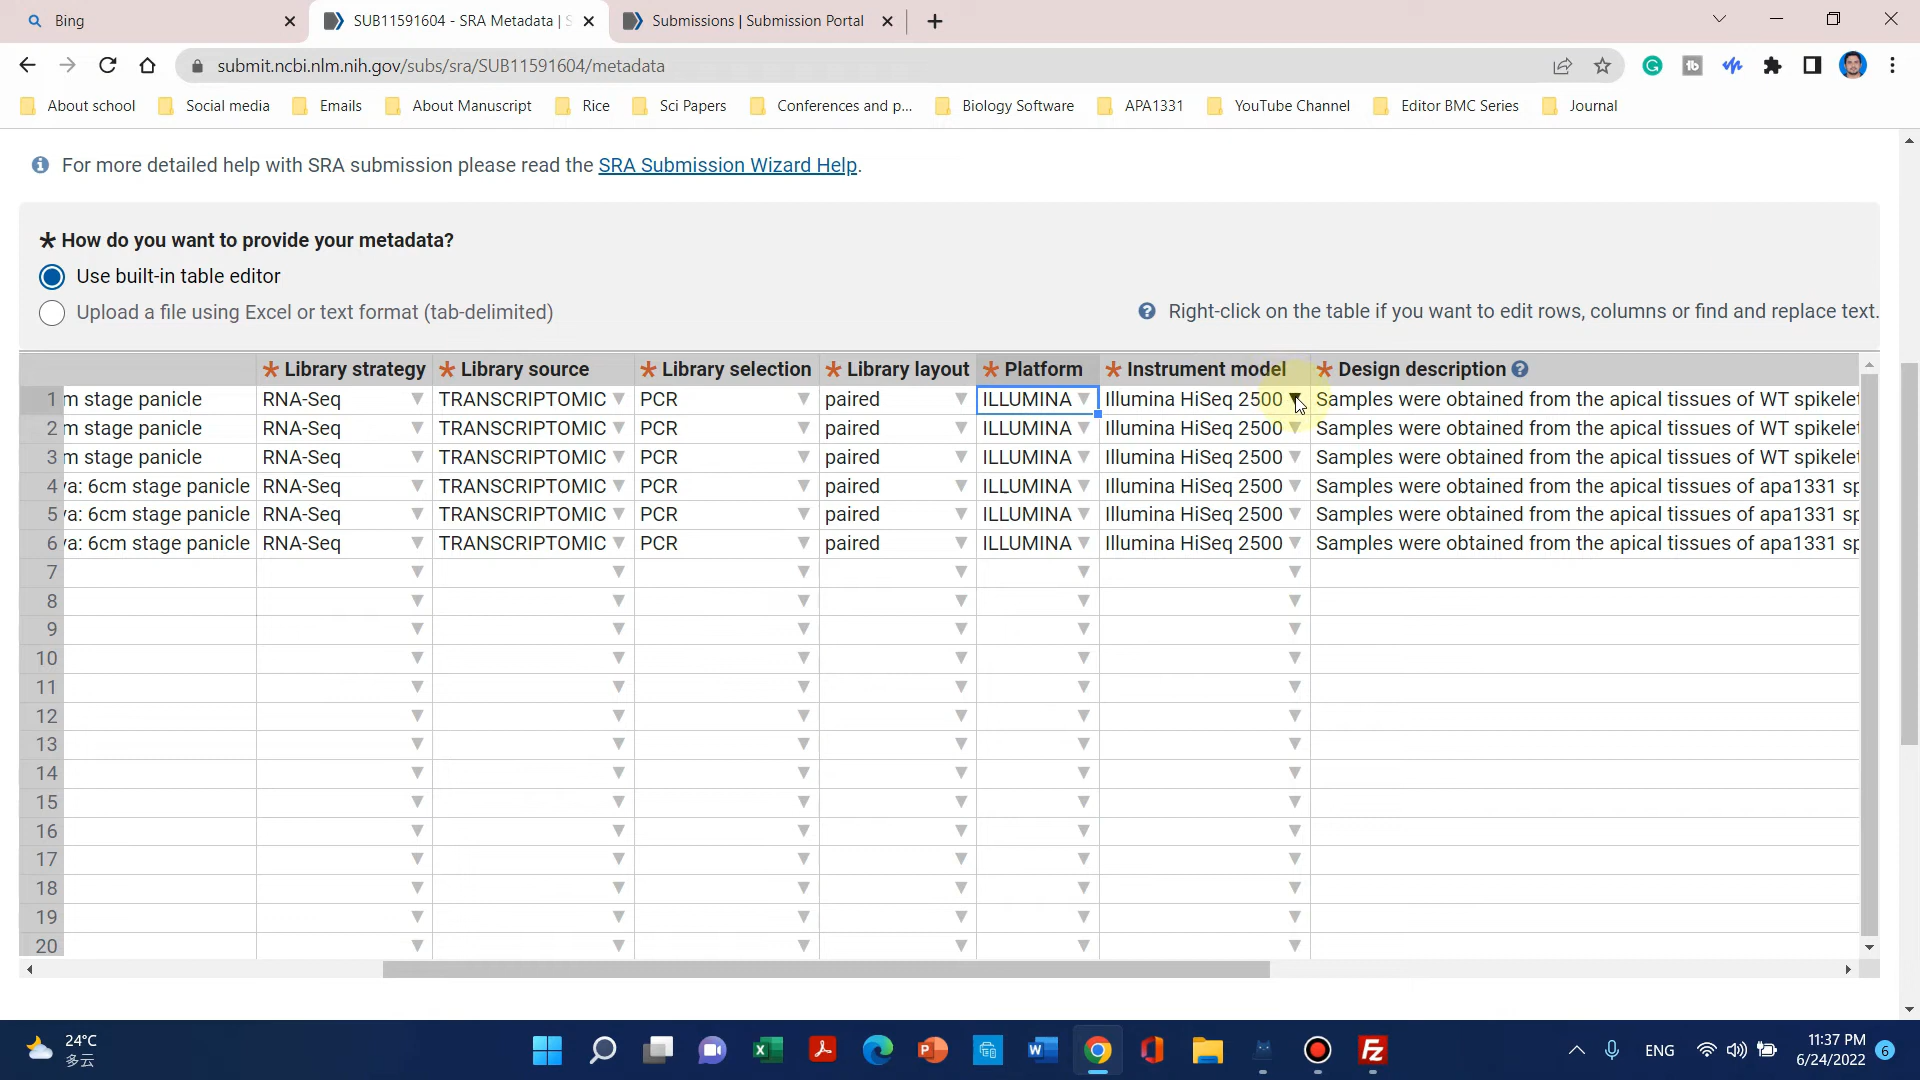 Bing
SUB11591604 - SRA Metadata | S
Submissions | Submission Portal
submit.ncbi.nlm.nih.gov/subs/sra/SUB11591604/metadata
About school Social media Emails About Manuscript Rice Sci Papers Conferences and p... Biology Software APA1331 YouTube Channel Editor BMC Series Journal
For more detailed help with SRA submission please read the SRA Submission Wizard Help.
* How do you want to provide your metadata?
Use built-in table editor
Upload a file using Excel or text format (tab-delimited)
Right-click on the table if you want to edit rows, columns or find and replace text.
* Library strategy * Library source * Library selection * Library layout * Platform * Instrument model * Design description
1 m stage panicle RNA-Seq TRANSCRIPTOMIC PCR paired ILLUMINA Illumina HiSeq 2500 Samples were obtained from the apical tissues of WT spikelet
2 m stage panicle RNA-Seq TRANSCRIPTOMIC PCR paired ILLUMINA Illumina HiSeq 2500 Samples were obtained from the apical tissues of WT spikelet
3 m stage panicle RNA-Seq TRANSCRIPTOMIC PCR paired ILLUMINA Illumina HiSeq 2500 Samples were obtained from the apical tissues of WT spikelet
4 va: 6cm stage panicle RNA-Seq TRANSCRIPTOMIC PCR paired ILLUMINA Illumina HiSeq 2500 Samples were obtained from the apical tissues of apa1331 sp
5 va: 6cm stage panicle RNA-Seq TRANSCRIPTOMIC PCR paired ILLUMINA Illumina HiSeq 2500 Samples were obtained from the apical tissues of apa1331 sp
6 va: 6cm stage panicle RNA-Seq TRANSCRIPTOMIC PCR paired ILLUMINA Illumina HiSeq 2500 Samples were obtained from the apical tissues of apa1331 sp
7
8
9
10
11
12
13
14
15
16
17
18
19
20
24°C
多云
ENG
11:37 PM
6/24/2022
6